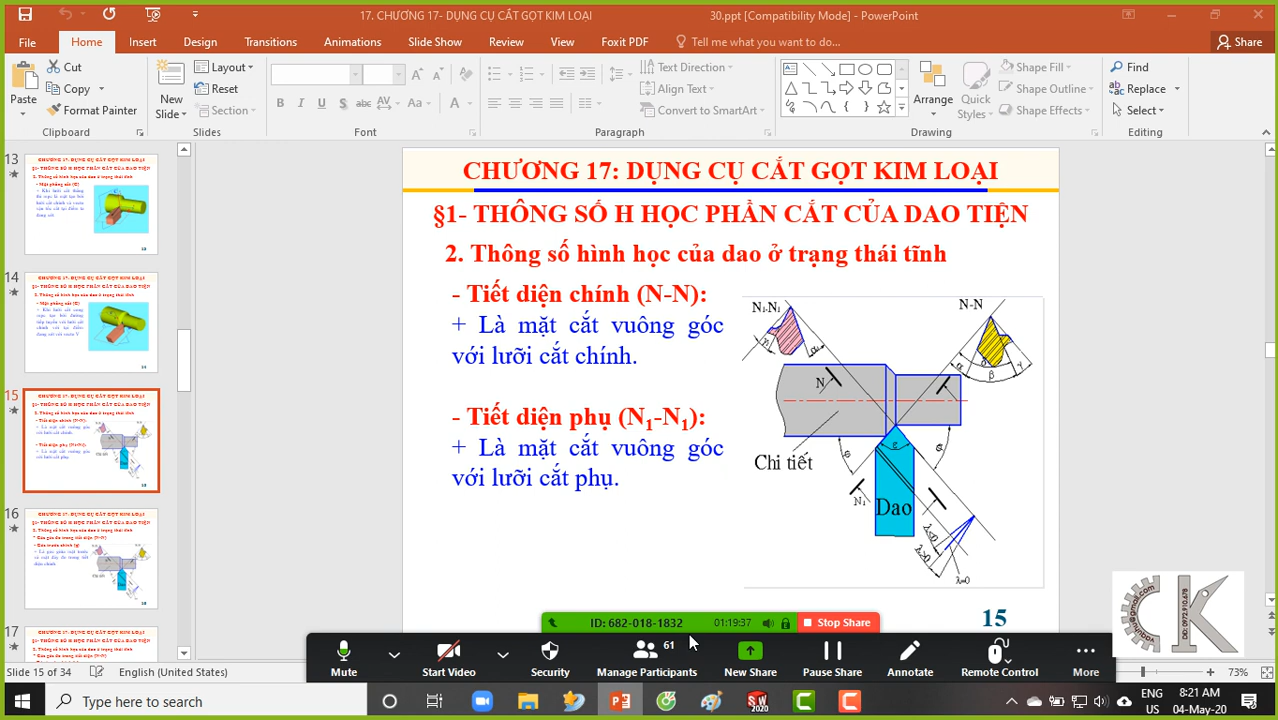 17. CHƯƠNG 17- DỤNG CỤ CẮT GỌT KIM LOẠI 30.ppt [Compatibility Mode] - PowerPoint
File Home Insert Design Transitions Animations Slide Show Review View Foxit PDF Tell me what you want to do... Share
Paste
Cut
Copy
Format Painter
Clipboard
New Slide
Layout
Reset
Section
Slides
Font
Text Direction
Align Text
Convert to SmartArt
Paragraph
Arrange
Quick Styles
Shape Fill
Shape Outline
Shape Effects
Drawing
Find
Replace
Select
Editing
13
14
15
16
17
CHƯƠNG 17: DỤNG CỤ CẮT GỌT KIM LOẠI
§1- THÔNG SỐ H HỌC PHẦN CẮT CỦA DAO TIỆN
2. Thông số hình học của dao ở trạng thái tĩnh
- Tiết diện chính (N-N):
+ Là mặt cắt vuông góc
với lưỡi cắt chính.
- Tiết diện phụ (N₁-N₁):
+ Là mặt cắt vuông góc
với lưỡi cắt phụ.
N₁-N₁
N-N
N
Chi tiết
N₁
Dao
λ=0
15
ID: 682-018-1832 01:19:37 Stop Share
Mute Start Video Security Manage Participants 61 New Share Pause Share Annotate Remote Control More
Slide 15 of 34 English (United States) 73%
Type here to search
ENG
US
8:21 AM
04-May-20